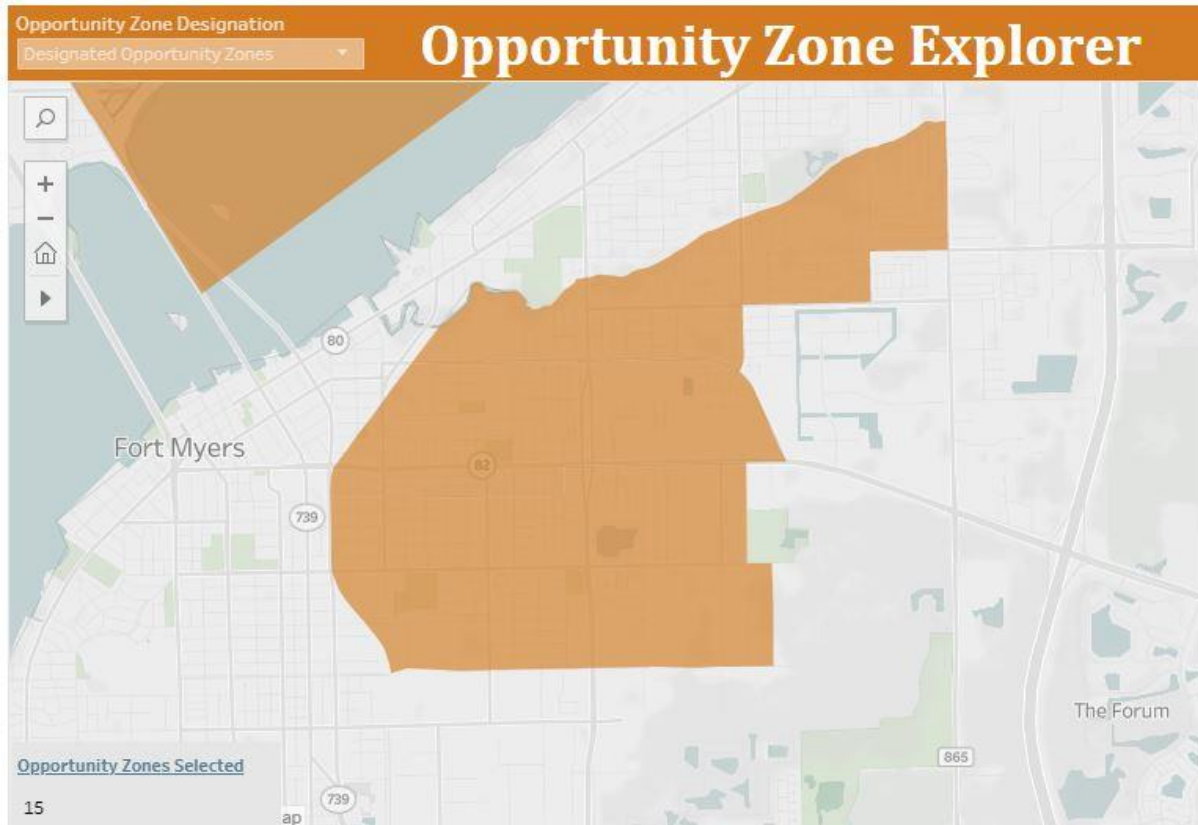 Opportunity Zone Designation
Designated Opportunity Zones
Opportunity Zone Explorer
80
Fort Myers
82
739
The Forum
865
Opportunity Zones Selected
739
15
ap